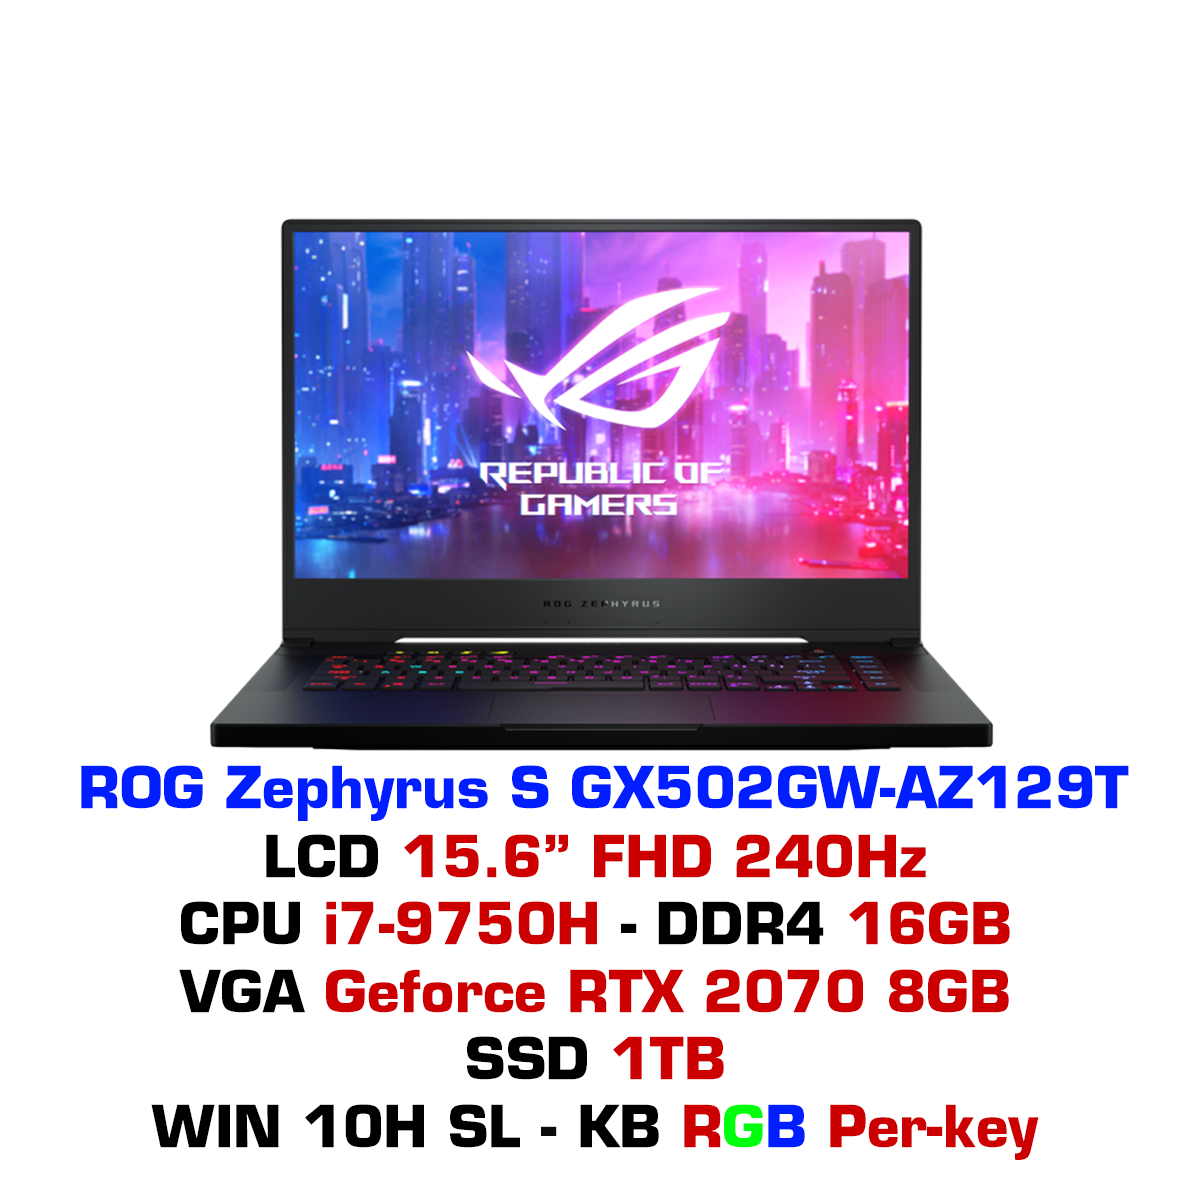 REPUBLIC OF
GAMERS
ROG ZEPHYRUS
ROG Zephyrus S GX502GW-AZ129T
LCD 15.6” FHD 240Hz
CPU i7-9750H - DDR4 16GB
VGA Geforce RTX 2070 8GB
SSD 1TB
WIN 10H SL - KB RGB Per-key